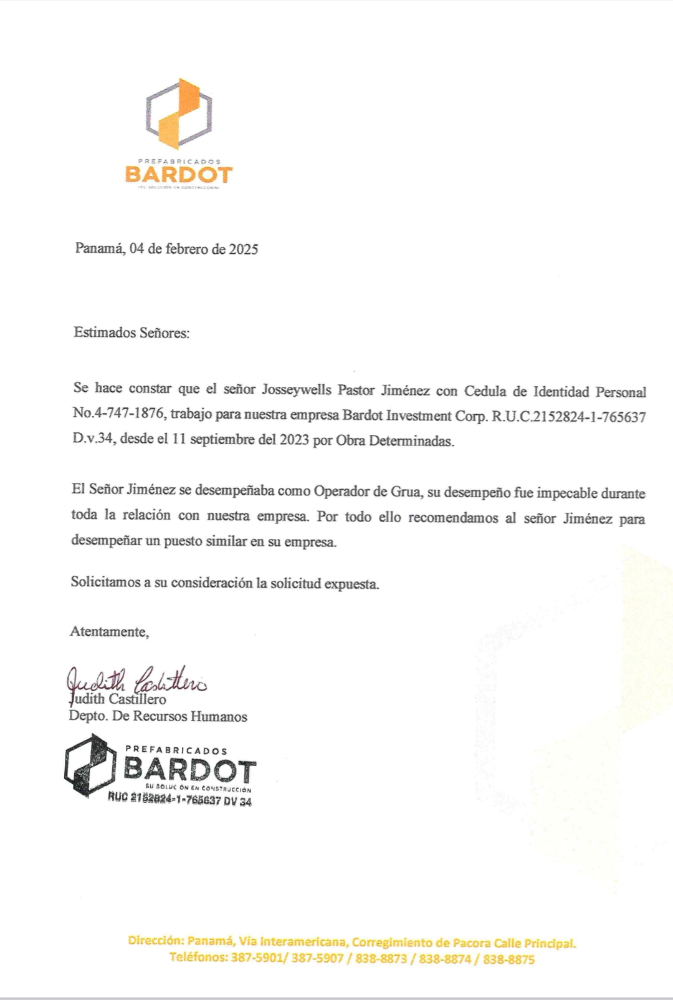 PREFABRICADOS
BARDOT
-SU SOLUCIÓN EN CONSTRUCCION-
Panamá, 04 de febrero de 2025
Estimados Señores:
Se hace constar que el señor Josseywells Pastor Jiménez con Cedula de Identidad Personal
No.4-747-1876, trabajo para nuestra empresa Bardot Investment Corp. R.U.C.2152824-1-765637
D.v.34, desde el 11 septiembre del 2023 por Obra Determinadas.
El Señor Jiménez se desempeñaba como Operador de Grua, su desempeño fue impecable durante
toda la relación con nuestra empresa. Por todo ello recomendamos al señor Jiménez para
desempeñar un puesto similar en su empresa.
Solicitamos a su consideración la solicitud expuesta.
Atentamente,
Judith Castillero
Judith Castillero
Depto. De Recursos Humanos
PREFABRICADOS
BARDOT
SU SOLUC ÓN EN CONSTRUCCIÓN
RUC 2152824-1-765637 DV 34
Dirección: Panamá, Vía Interamericana, Corregimiento de Pacora Calle Principal.
Teléfonos: 387-5901/ 387-5907 / 838-8873 / 838-8874 / 838-8875